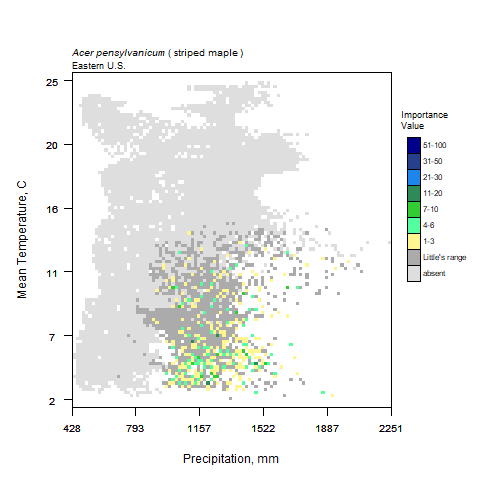 Acer pensylvanicum ( striped maple )
Eastern U.S.
25
20
16
11
7
2
Mean Temperature, C
428 793 1157 1522 1887 2251
Precipitation, mm
Importance
Value
51-100
31-50
21-30
11-20
7-10
4-6
1-3
Little's range
absent